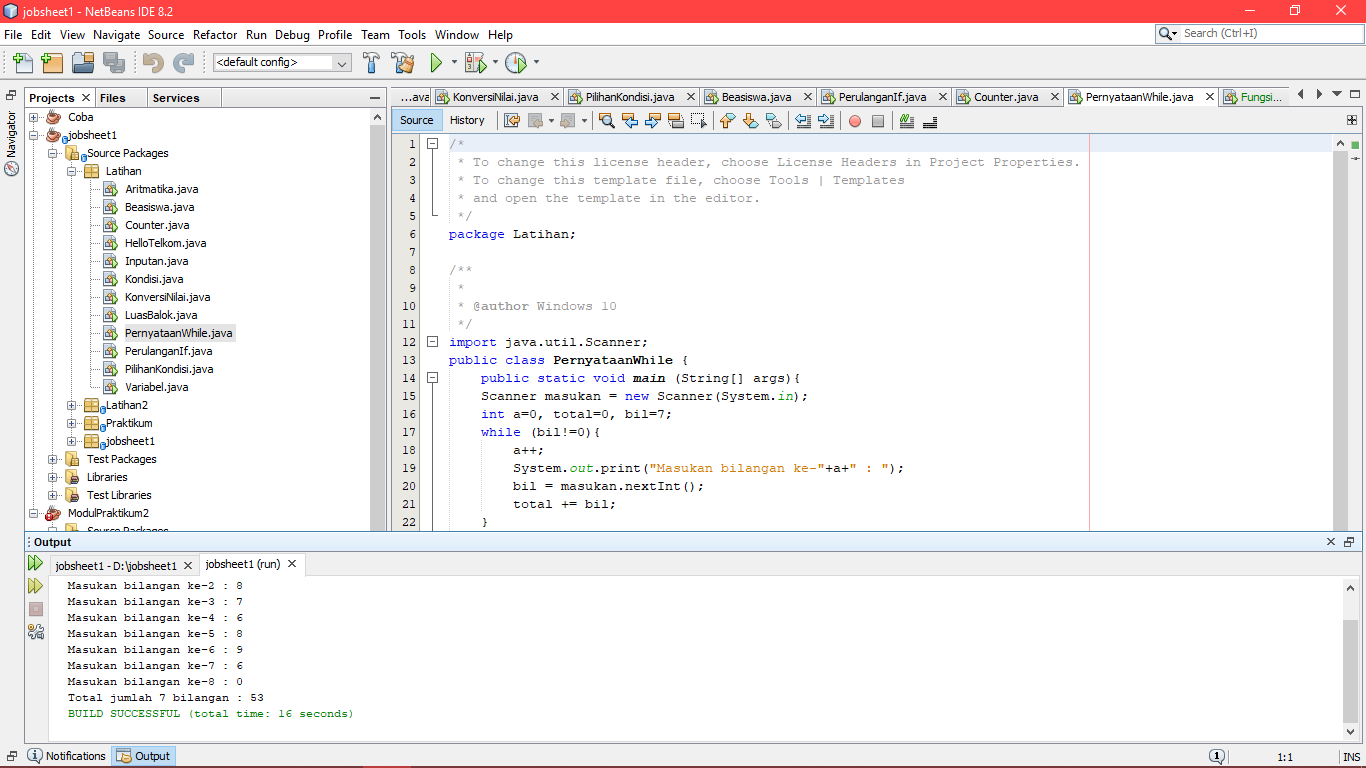 jobsheet1 - NetBeans IDE 8.2
File Edit View Navigate Source Refactor Run Debug Profile Team Tools Window Help
Search (Ctrl+I)
<default config>
Projects Files Services
Navigator
Coba
jobsheet1
Source Packages
Latihan
Aritmatika.java
Beasiswa.java
Counter.java
HelloTelkom.java
Inputan.java
Kondisi.java
KonversiNilai.java
LuasBalok.java
PernyataanWhile.java
PerulanganIf.java
PilihanKondisi.java
Variabel.java
Latihan2
Praktikum
jobsheet1
Test Packages
Libraries
Test Libraries
ModulPraktikum2
Source Packages
...ava KonversiNilai.java PilihanKondisi.java Beasiswa.java PerulanganIf.java Counter.java PernyataanWhile.java Fungsi...
Source History
1 /*
2 * To change this license header, choose License Headers in Project Properties.
3 * To change this template file, choose Tools | Templates
4 * and open the template in the editor.
5 */
6 package Latihan;
7
8 /**
9 *
10 * @author Windows 10
11 */
12 import java.util.Scanner;
13 public class PernyataanWhile {
14 public static void main (String[] args){
15 Scanner masukan = new Scanner(System.in);
16 int a=0, total=0, bil=7;
17 while (bil!=0){
18 a++;
19 System.out.print("Masukan bilangan ke-"+a+" : ");
20 bil = masukan.nextInt();
21 total += bil;
22 }
Output
jobsheet1 - D:\jobsheet1 jobsheet1 (run)
Masukan bilangan ke-2 : 8
Masukan bilangan ke-3 : 7
Masukan bilangan ke-4 : 6
Masukan bilangan ke-5 : 8
Masukan bilangan ke-6 : 9
Masukan bilangan ke-7 : 6
Masukan bilangan ke-8 : 0
Total jumlah 7 bilangan : 53
BUILD SUCCESSFUL (total time: 16 seconds)
Notifications Output
1 1:1 INS